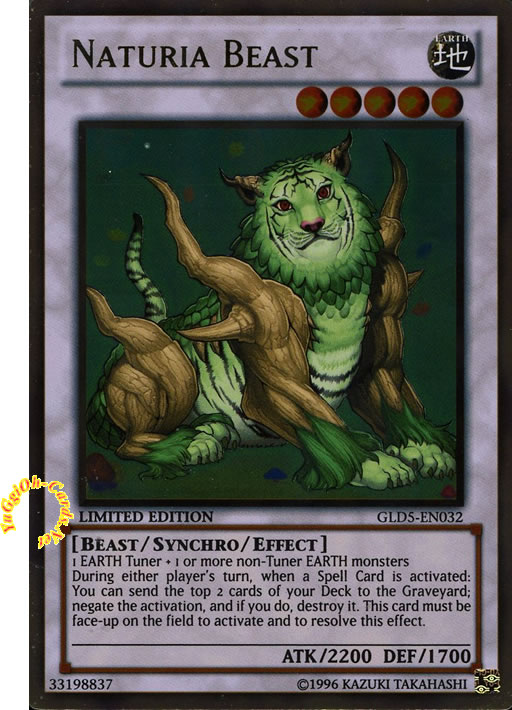 NATURIA BEAST
EARTH
地
YuGgiOh-Cards.Net
LIMITED EDITION
GLD5-EN032
[BEAST/SYNCHRO/EFFECT]
1 EARTH Tuner + 1 or more non-Tuner EARTH monsters
During either player's turn, when a Spell Card is activated:
You can send the top 2 cards of your Deck to the Graveyard;
negate the activation, and if you do, destroy it. This card must be
face-up on the field to activate and to resolve this effect.
ATK/2200 DEF/1700
33198837
©1996 KAZUKI TAKAHASHI